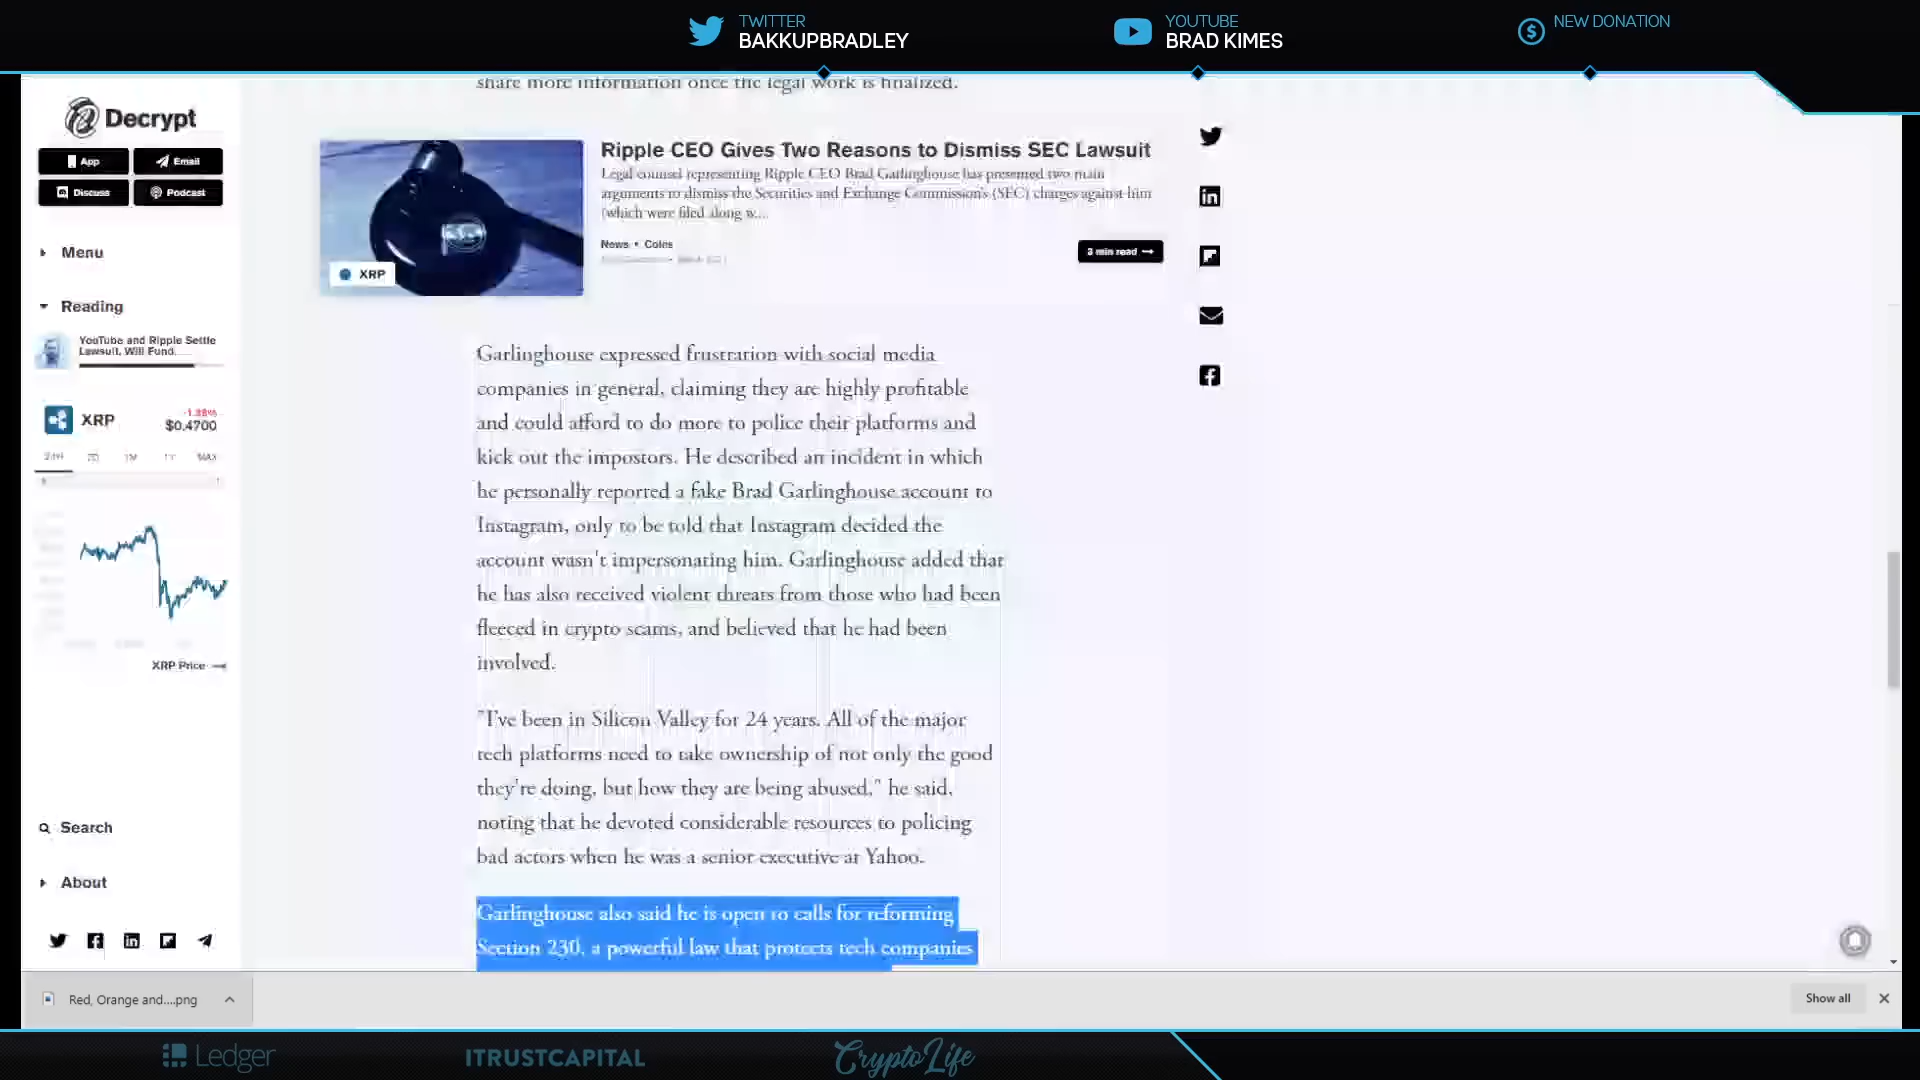 TWITTER
BAKKUPBRADLEY
YOUTUBE
BRAD KIMES
NEW DONATION
share more information once the legal work is finalized.
Decrypt
App
Email
Discuss
Podcast
Menu
Reading
YouTube and Ripple Settle
Lawsuit, Will Fund....
XRP
-1.38%
$0.4700
MAX
XRP Price
Search
About
XRP
Ripple CEO Gives Two Reasons to Dismiss SEC Lawsuit
Legal counsel representing Ripple CEO Brad Garlinghouse has presented two main
arguments to dismiss the Securities and Exchange Commission's (SEC) charges against him
(which were filed along w...
News • Coins
3 min read →
Garlinghouse expressed frustration with social media
companies in general, claiming they are highly profitable
and could afford to do more to police their platforms and
kick out the impostors. He described an incident in which
he personally reported a fake Brad Garlinghouse account to
Instagram, only to be told that Instagram decided the
account wasn't impersonating him. Garlinghouse added that
he has also received violent threats from those who had been
fleeced in crypto scams, and believed that he had been
involved.
"I've been in Silicon Valley for 24 years. All of the major
tech platforms need to take ownership of not only the good
they're doing, but how they are being abused," he said,
noting that he devoted considerable resources to policing
bad actors when he was a senior executive at Yahoo.
Garlinghouse also said he is open to calls for reforming
Section 230, a powerful law that protects tech companies
Red, Orange and....png
Show all
Ledger
ITRUSTCAPITAL
CryptoLife